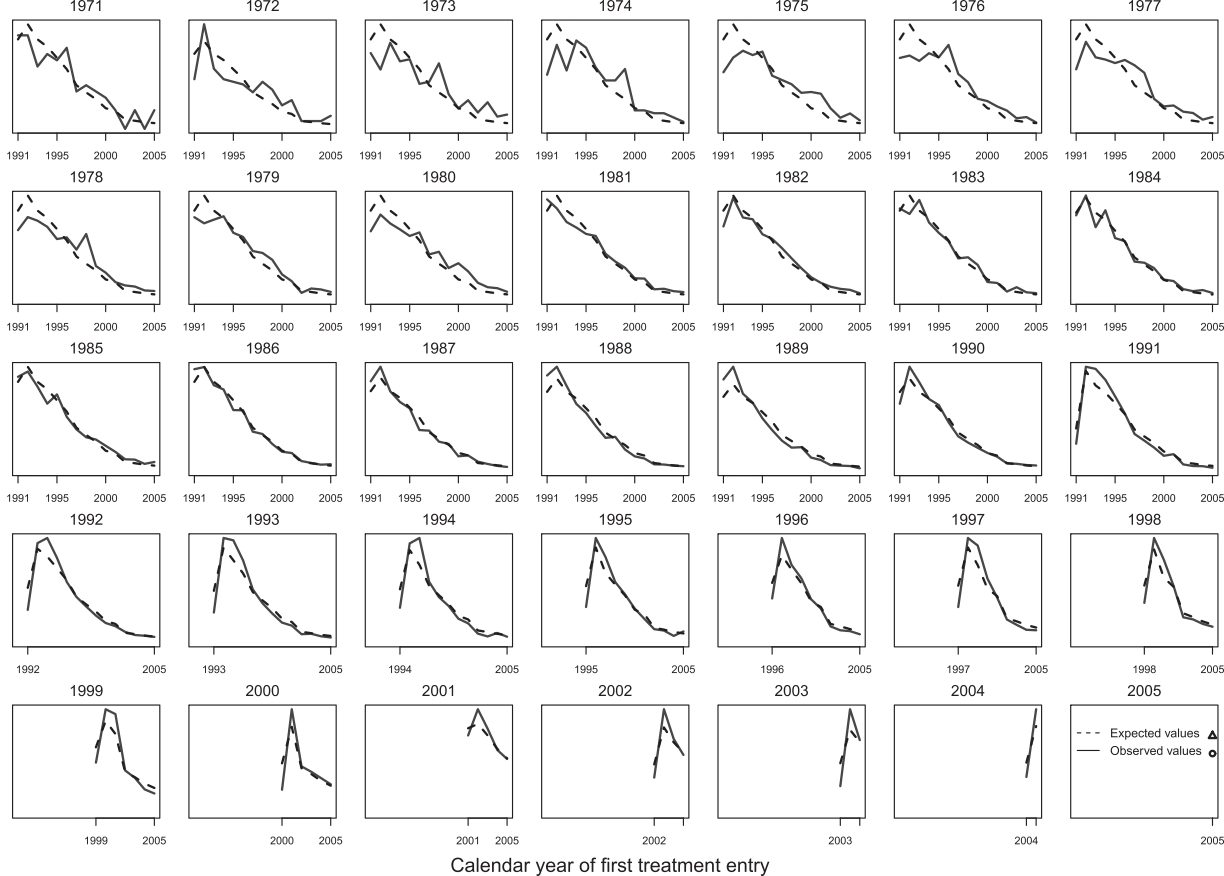 1971 1972 1973 1974 1975 1976 1977
1991 1995 2000 2005 1991 1995 2000 2005 1991 1995 2000 2005 1991 1995 2000 2005 1991 1995 2000 2005 1991 1995 2000 2005 1991 1995 2000 2005
1978 1979 1980 1981 1982 1983 1984
1991 1995 2000 2005 1991 1995 2000 2005 1991 1995 2000 2005 1991 1995 2000 2005 1991 1995 2000 2005 1991 1995 2000 2005 1991 1995 2000 2005
1985 1986 1987 1988 1989 1990 1991
1991 1995 2000 2005 1991 1995 2000 2005 1991 1995 2000 2005 1991 1995 2000 2005 1991 1995 2000 2005 1991 1995 2000 2005 1991 1995 2000 2005
1992 1993 1994 1995 1996 1997 1998
1992 2005 1993 2005 1994 2005 1995 2005 1996 2005 1997 2005 1998 2005
1999 2000 2001 2002 2003 2004 2005
Expected values
Observed values
1999 2005 2000 2005 2001 2005 2002 2003 2004 2005
Calendar year of first treatment entry